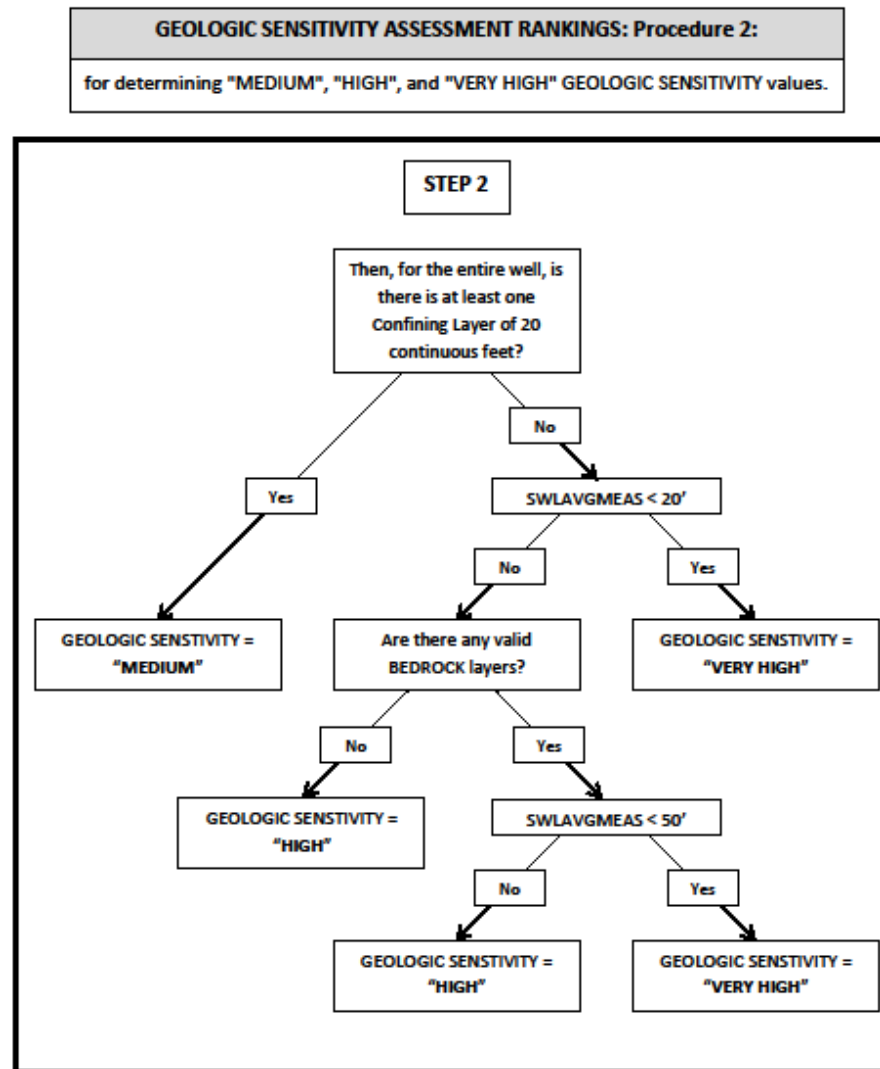 GEOLOGIC SENSITIVITY ASSESSMENT RANKINGS: Procedure 2:
for determining "MEDIUM", "HIGH", and "VERY HIGH" GEOLOGIC SENSITIVITY values.
STEP 2
Then, for the entire well, is
there is at least one
Confining Layer of 20
continuous feet?
No
Yes
SWLAVGMEAS < 20'
No
Yes
GEOLOGIC SENSTIVITY =
"MEDIUM"
Are there any valid
BEDROCK layers?
GEOLOGIC SENSTIVITY =
"VERY HIGH"
No
Yes
GEOLOGIC SENSTIVITY =
"HIGH"
SWLAVGMEAS < 50'
No
Yes
GEOLOGIC SENSTIVITY =
"HIGH"
GEOLOGIC SENSTIVITY =
"VERY HIGH"